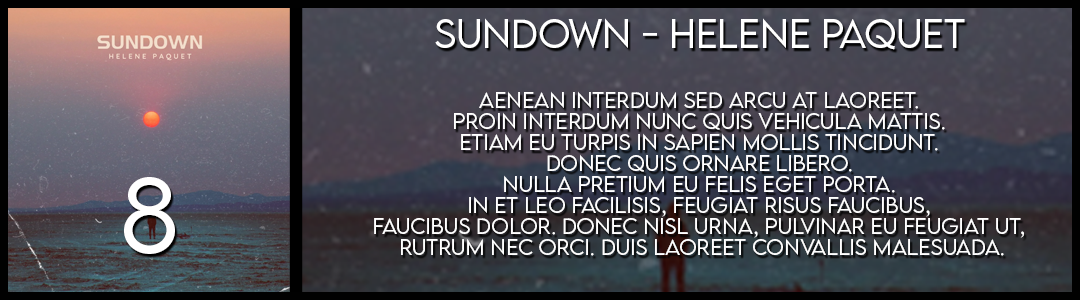 SUNDOWN
HELENE PAQUET
8
SUNDOWN - HELENE PAQUET
AENEAN INTERDUM SED ARCU AT LAOREET.
PROIN INTERDUM NUNC QUIS VEHICULA MATTIS.
ETIAM EU TURPIS IN SAPIEN MOLLIS TINCIDUNT.
DONEC QUIS ORNARE LIBERO.
NULLA PRETIUM EU FELIS EGET PORTA.
IN ET LEO FACILISIS, FEUGIAT RISUS FAUCIBUS,
FAUCIBUS DOLOR. DONEC NISL URNA, PULVINAR EU FEUGIAT UT,
RUTRUM NEC ORCI. DUIS LAOREET CONVALLIS MALESUADA.